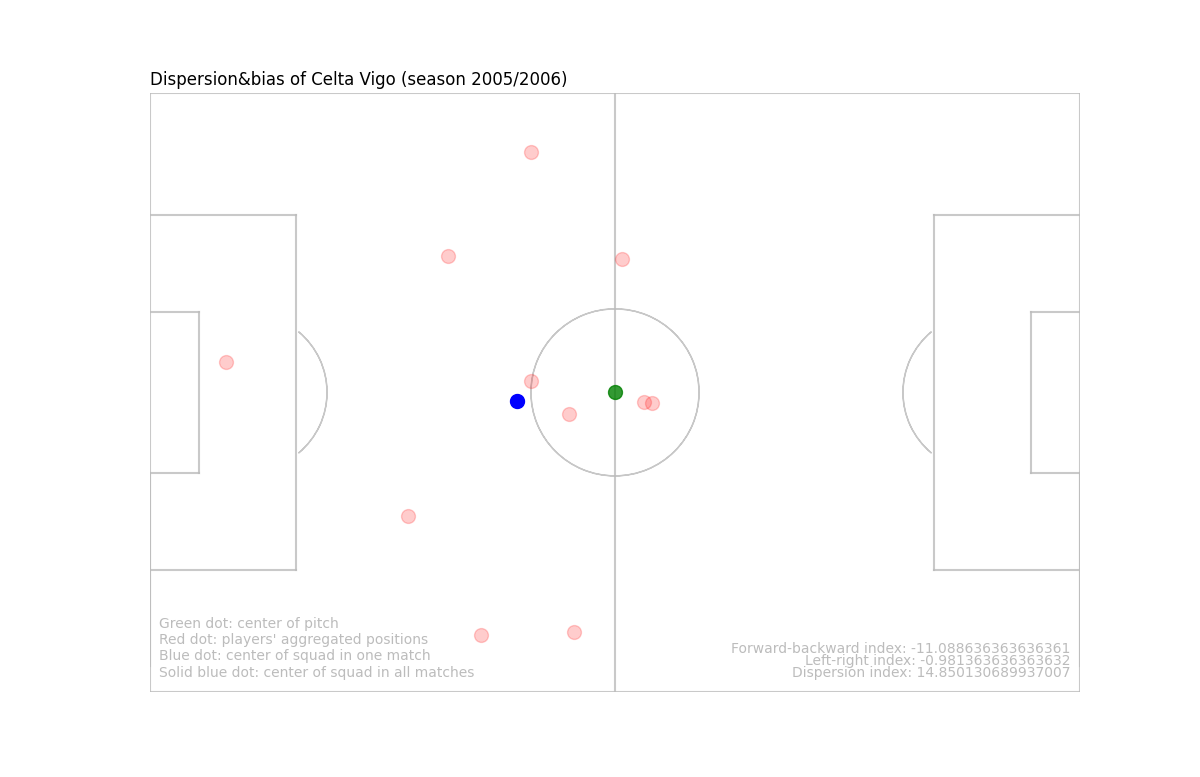 Dispersion&bias of Celta Vigo (season 2005/2006)
Green dot: center of pitch
Red dot: players' aggregated positions
Blue dot: center of squad in one match
Solid blue dot: center of squad in all matches
Forward-backward index: -11.088636363636361
Left-right index: -0.981363636363632
Dispersion index: 14.850130689937007